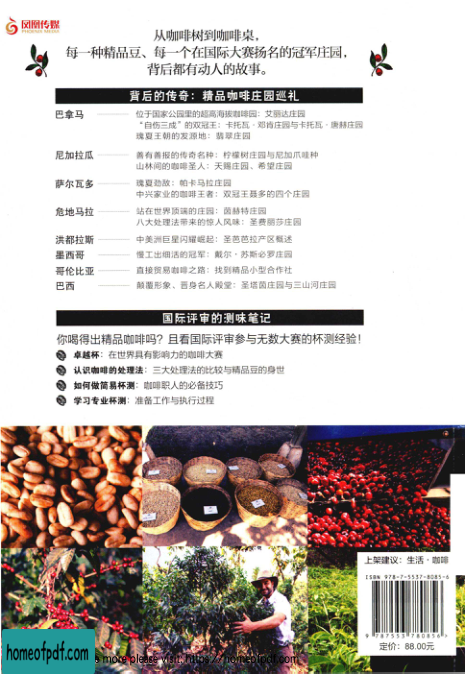 凤凰传媒
PHOENIX MEDIA
从咖啡树到咖啡桌，
每一种精品豆、每一个在国际大赛扬名的冠军庄园，
背后都有动人的故事。
背后的传奇：精品咖啡庄园巡礼
巴拿马 位于国家公园里的超高海拔咖啡园：艾丽达庄园
“自伤三成”的双冠王：卡托瓦·邓肯庄园与卡托瓦·唐赫庄园
瑰夏王朝的发源地：翡翠庄园
尼加拉瓜 善有善报的传奇名种：柠檬树庄园与尼加爪哇种
山林间的咖啡圣人：天赐庄园、希望庄园
萨尔瓦多 瑰夏劲敌：帕卡马拉庄园
中兴家业的咖啡王者：双冠王聂多的四个庄园
危地马拉 站在世界顶端的庄园：茵赫特庄园
八大处理法带来的惊人风味：圣费丽莎庄园
洪都拉斯 中美洲巨星闪耀崛起：圣芭芭拉产区概述
墨西哥 慢工出细活的冠军：戴尔·苏斯必罗庄园
哥伦比亚 直接贸易咖啡之路：找到精品小型合作社
巴西 颠覆形象、晋身名人殿堂：圣塔茵庄园与三山河庄园
国际评审的测味笔记
你喝得出精品咖啡吗？且看国际评审参与无数大赛的杯测经验！
卓越杯：在世界具有影响力的咖啡大赛
认识咖啡的处理法：三大处理法的比较与精品豆的身世
如何做简易杯测：咖啡职人的必备技巧
学习专业杯测：准备工作与执行过程
上架建议：生活·咖啡
ISBN 978-7-5537-8085-6
9 787553 780856 >
定价：88.00元
homeofpdf.com
more please visit: https://homeofpdf.com